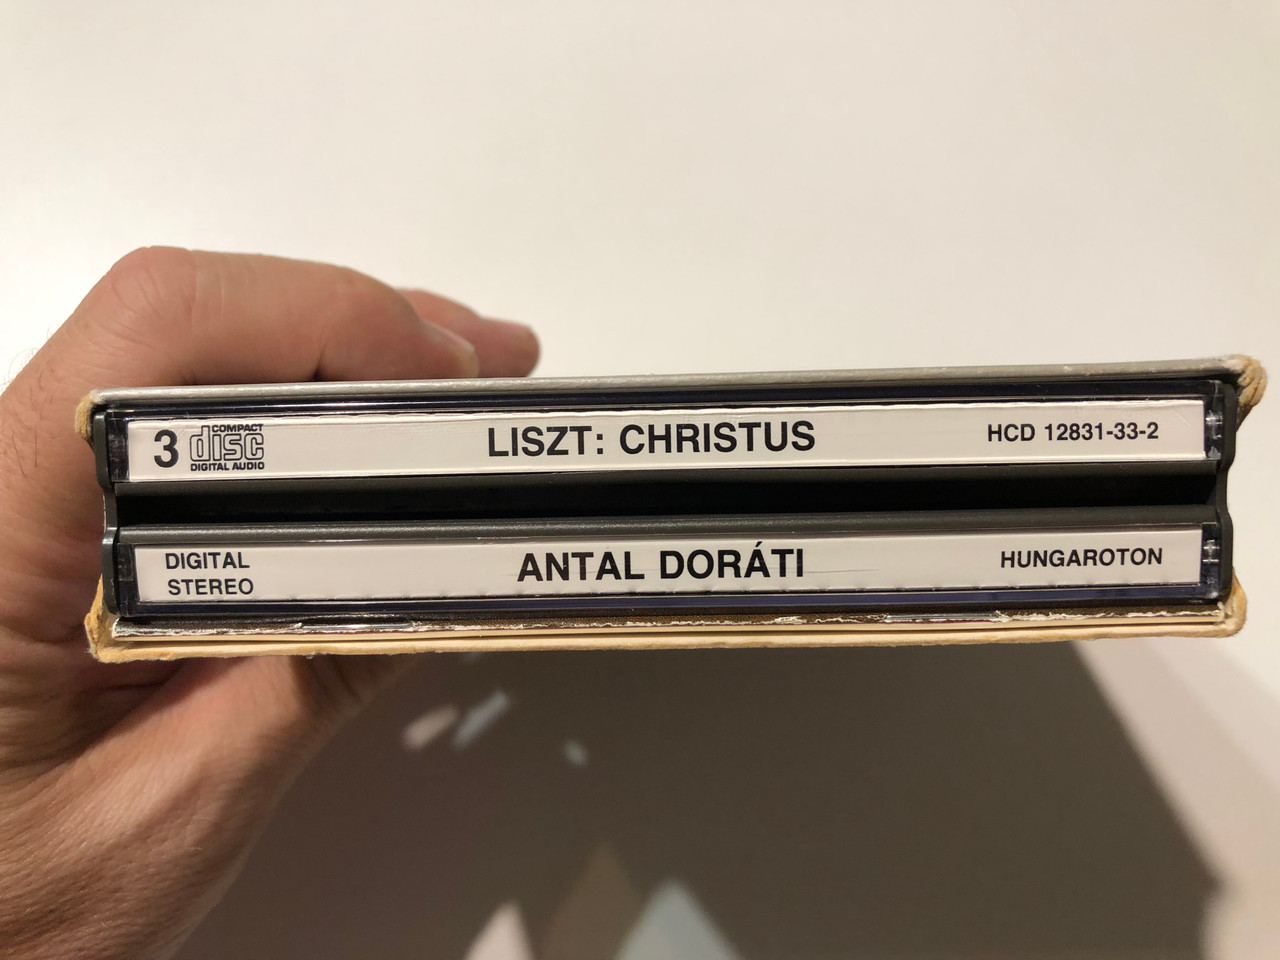 3 COMPACT disc DIGITAL AUDIO LISZT: CHRISTUS HCD 12831-33-2
DIGITAL STEREO ANTAL DORÁTI HUNGAROTON